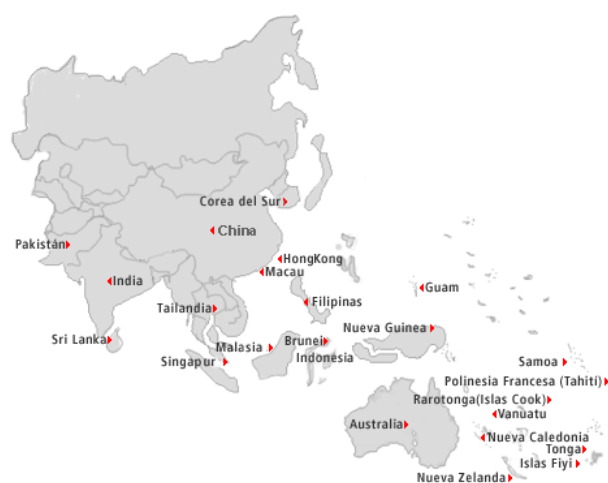 Corea del Sur
China
Pakistán
HongKong
Macau
India
Guam
Filipinas
Tailandia
Nueva Guinea
Sri Lanka
Malasia
Brunei
Indonesia
Singapur
Samoa
Polinesia Francesa (Tahití)
Rarotonga(Islas Cook)
Vanuatu
Australia
Nueva Caledonia
Tonga
Islas Fiyi
Nueva Zelanda